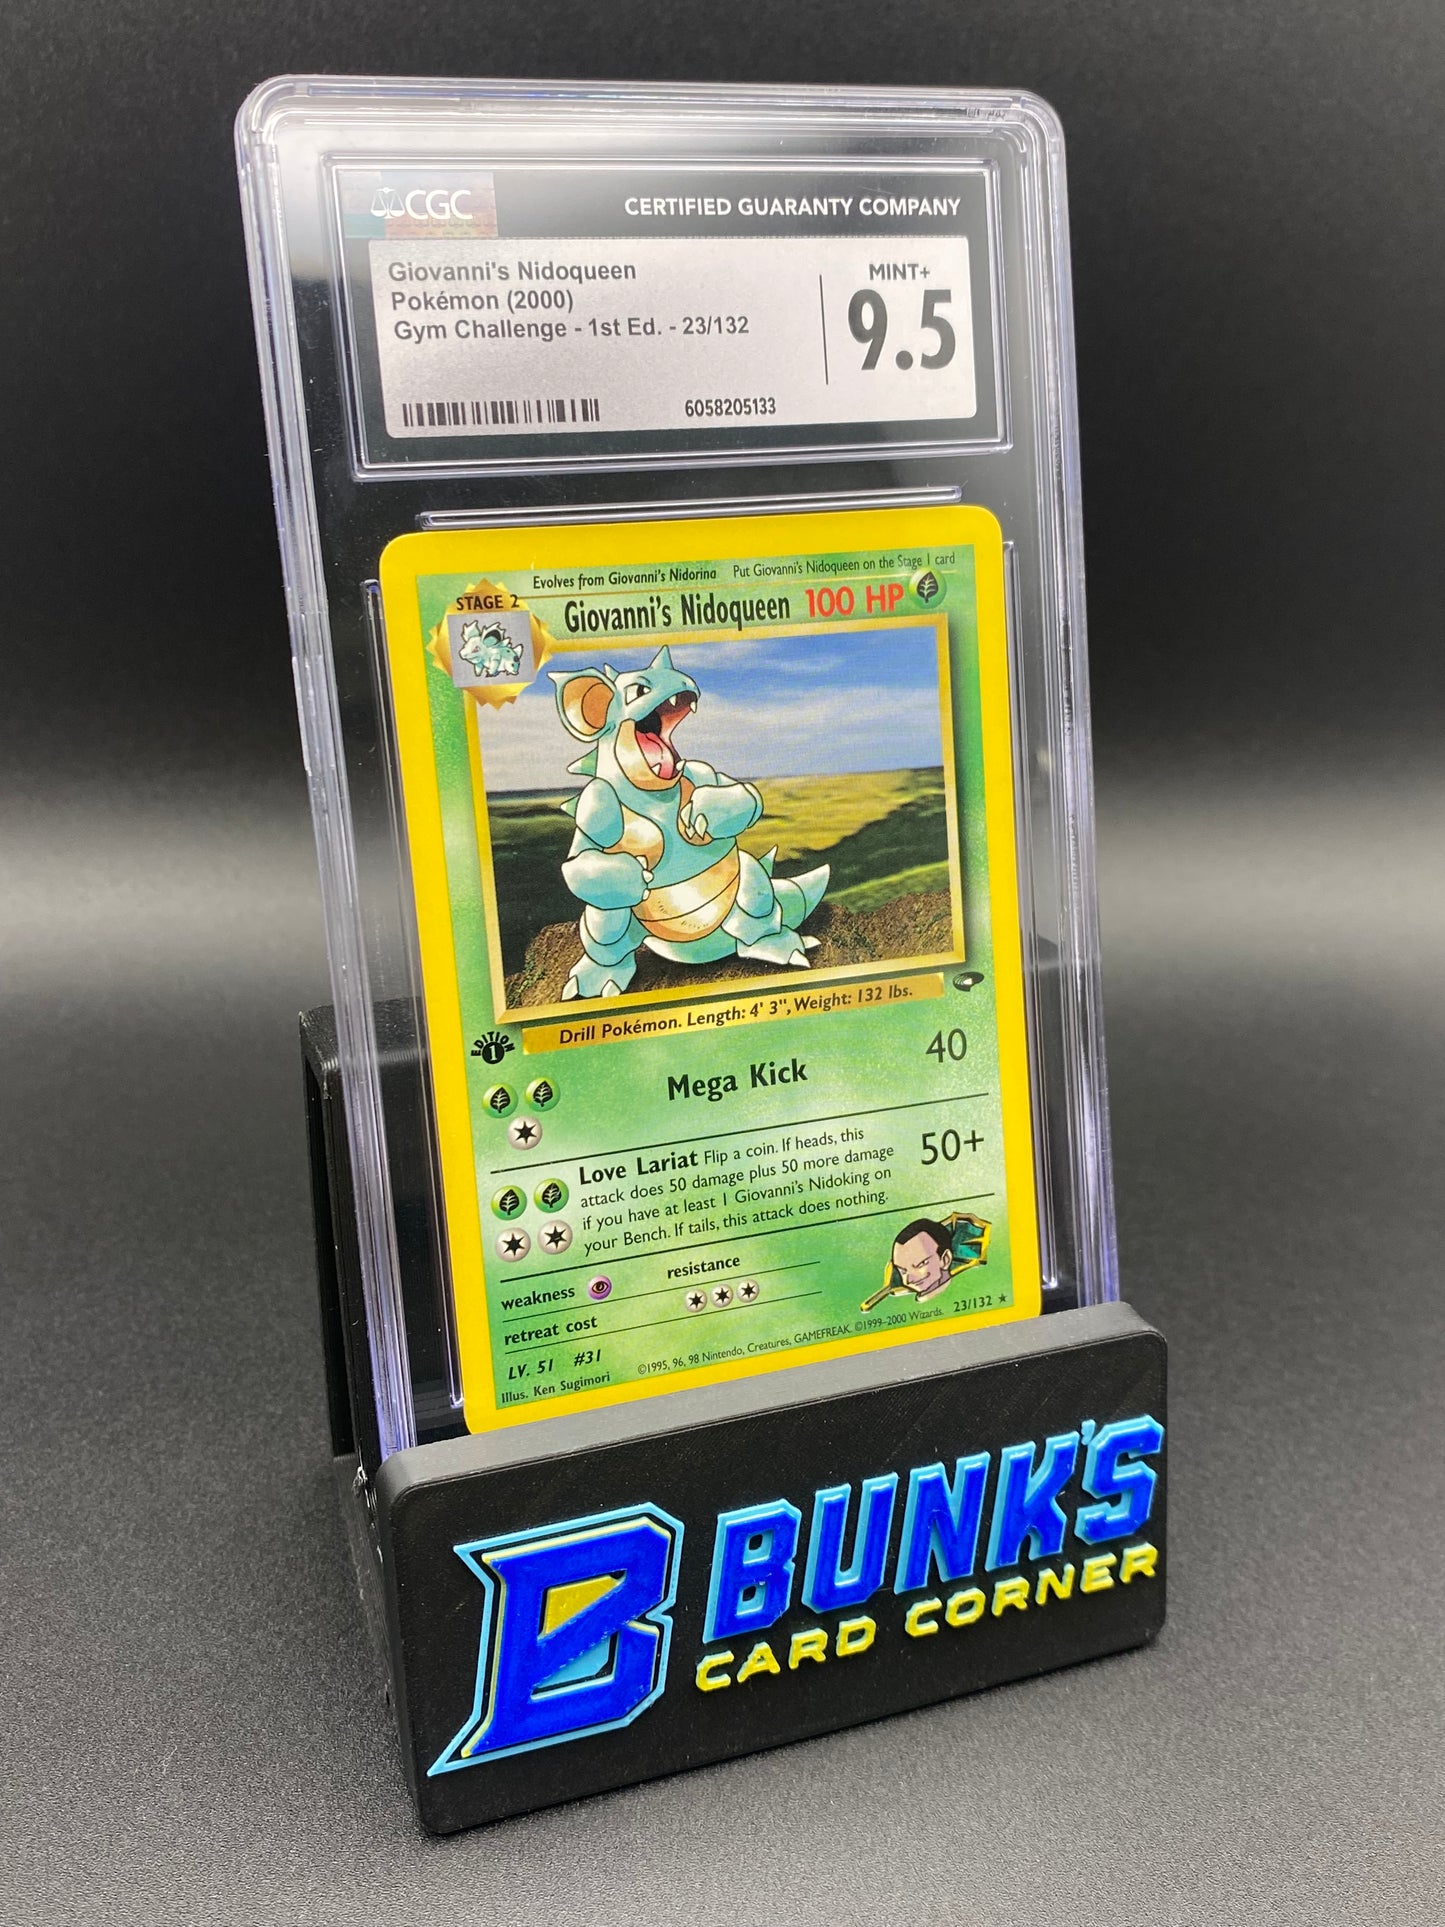 CGC
CERTIFIED GUARANTY COMPANY
Giovanni's Nidoqueen
Pokémon (2000)
Gym Challenge - 1st Ed. - 23/132
MINT+
9.5
6058205133
Evolves from Giovanni's Nidorina Put Giovanni's Nidoqueen on the Stage 1 card
STAGE 2
Giovanni's Nidoqueen 100 HP
Drill Pokémon. Length: 4' 3", Weight: 132 lbs.
EDITION
1
Mega Kick 40
Love Lariat Flip a coin. If heads, this
attack does 50 damage plus 50 more damage
if you have at least 1 Giovanni's Nidoking on
your Bench. If tails, this attack does nothing.
50+
weakness
resistance
retreat cost
LV. 51 #31
Illus. Ken Sugimori
©1995, 96, 98 Nintendo, Creatures, GAMEFREAK. ©1999-2000 Wizards. 23/132 ★
B
BUNK'S
CARD CORNER